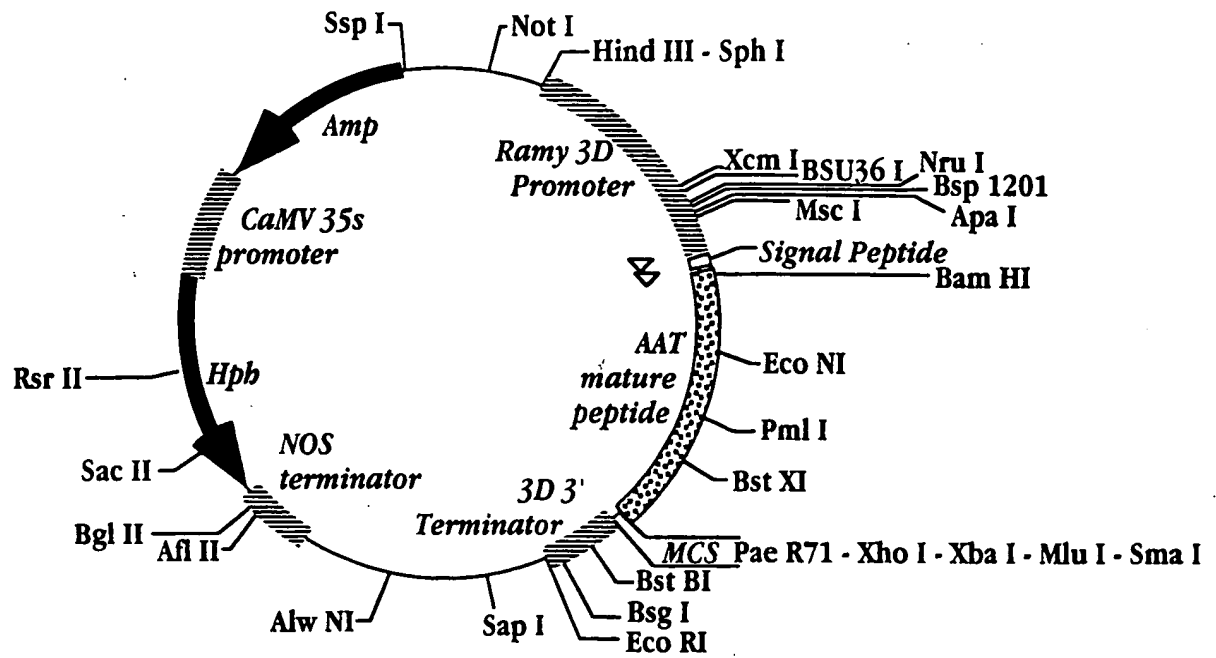 Ssp I
Not I
Hind III - Sph I
Amp
Ramy 3D
Promoter
Xcm I
BSU36 I
Nru I
Bsp 1201
Msc I
Apa I
CaMV 35s
promoter
Signal Peptide
Bam HI
AAT
mature
peptide
Eco NI
Rsr II
Hph
Pml I
Sac II
NOS
terminator
Bst XI
3D 3'
Terminator
Bgl II
Afl II
MCS Pae R71 - Xho I - Xba I - Mlu I - Sma I
Bst BI
Alw NI
Sap I
Bsg I
Eco RI